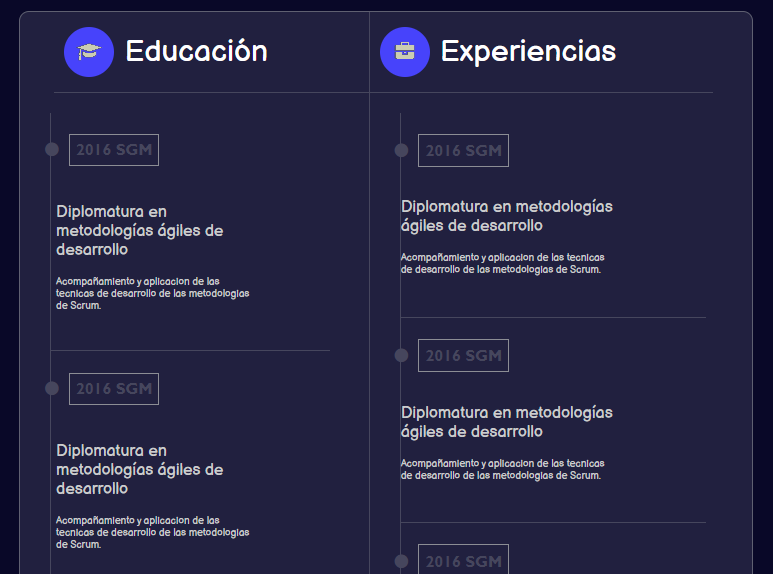 Educación
2016 SGM
Diplomatura en
metodologías ágiles de
desarrollo
Acompañamiento y aplicacion de las
tecnicas de desarrollo de las metodologias
de Scrum.
2016 SGM
Diplomatura en
metodologías ágiles de
desarrollo
Acompañamiento y aplicacion de las
tecnicas de desarrollo de las metodologias
de Scrum.
Experiencias
2016 SGM
Diplomatura en metodologías
ágiles de desarrollo
Acompañamiento y aplicacion de las tecnicas
de desarrollo de las metodologias de Scrum.
2016 SGM
Diplomatura en metodologías
ágiles de desarrollo
Acompañamiento y aplicacion de las tecnicas
de desarrollo de las metodologias de Scrum.
2016 SGM